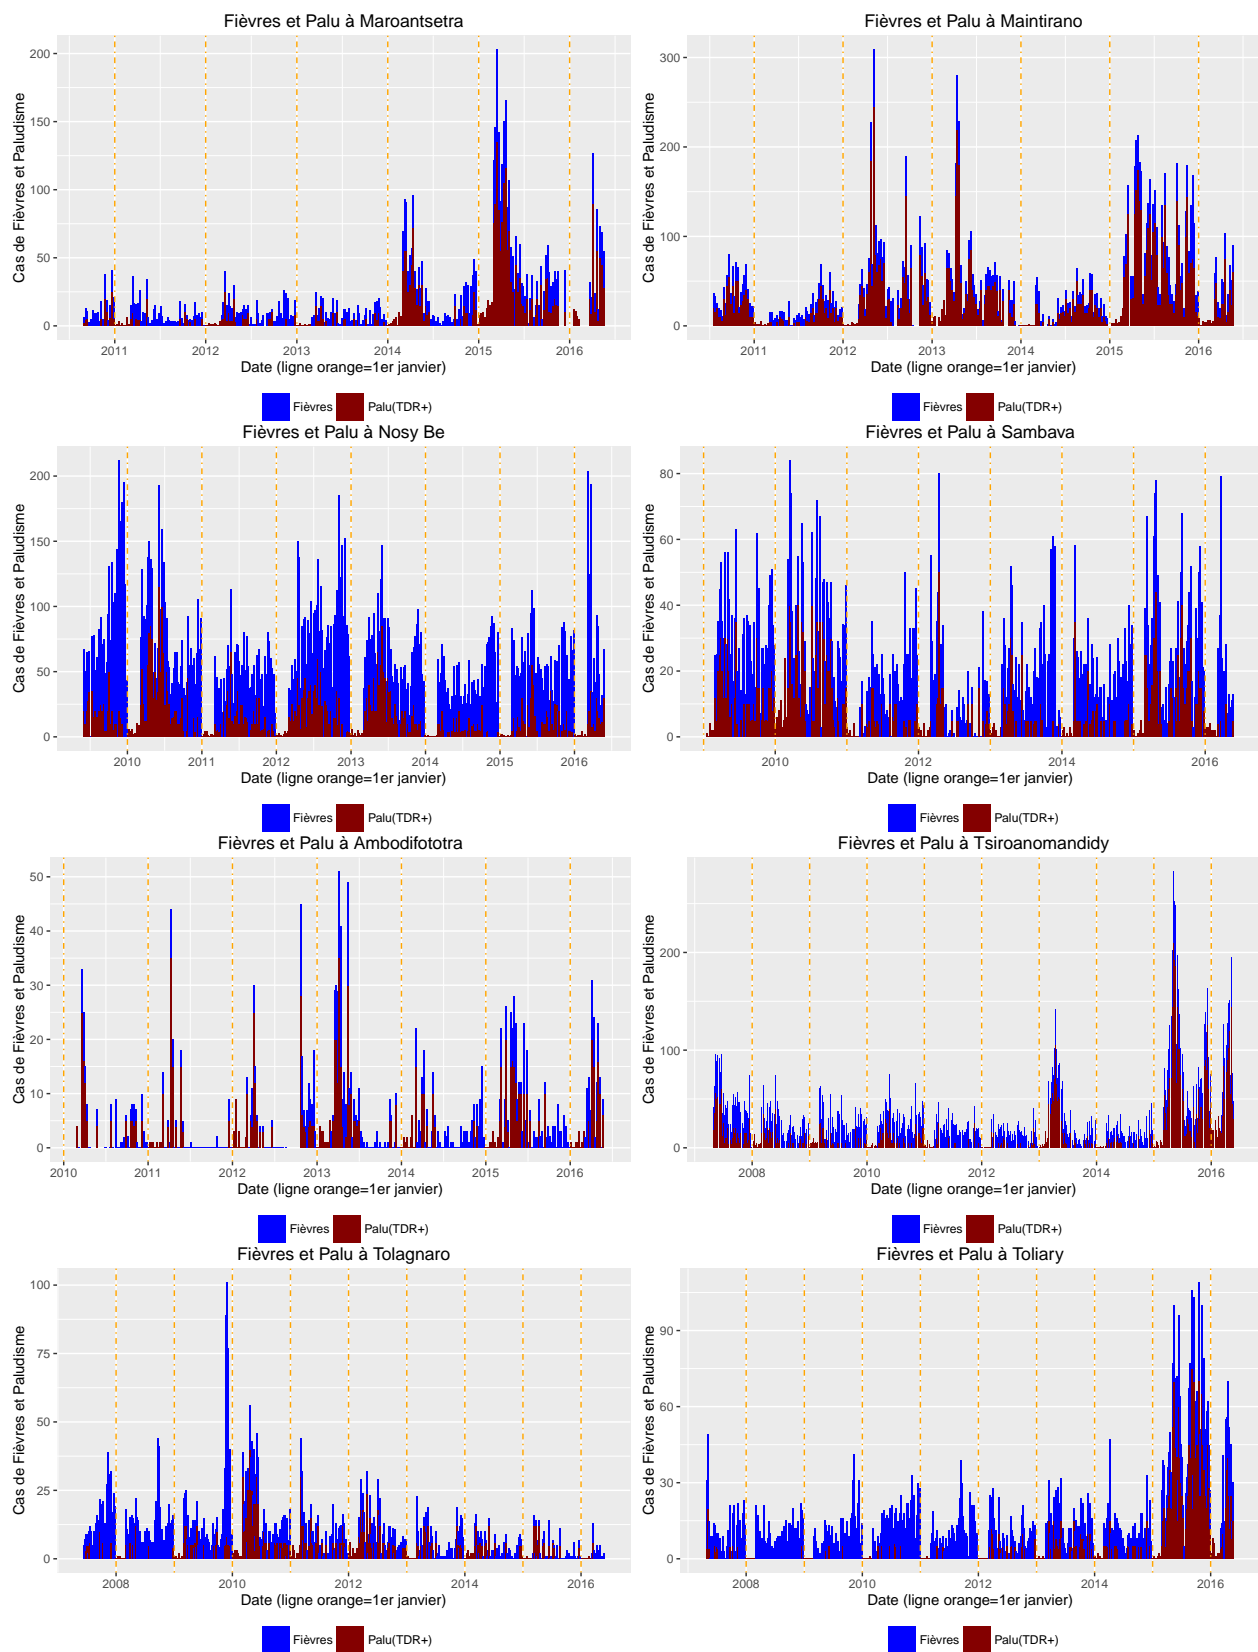 Fièvres et Palu à Maroantsetra
Cas de Fièvres et Paludisme
200
150
100
50
0
2011 2012 2013 2014 2015 2016
Date (ligne orange=1er janvier)
Fièvres Palu(TDR+)
Fièvres et Palu à Maintirano
Cas de Fièvres et Paludisme
300
200
100
0
2011 2012 2013 2014 2015 2016
Date (ligne orange=1er janvier)
Fièvres Palu(TDR+)
Fièvres et Palu à Nosy Be
Cas de Fièvres et Paludisme
200
150
100
50
0
2010 2011 2012 2013 2014 2015 2016
Date (ligne orange=1er janvier)
Fièvres Palu(TDR+)
Fièvres et Palu à Sambava
Cas de Fièvres et Paludisme
80
60
40
20
0
2010 2012 2014 2016
Date (ligne orange=1er janvier)
Fièvres Palu(TDR+)
Fièvres et Palu à Ambodifototra
Cas de Fièvres et Paludisme
50
40
30
20
10
0
2010 2011 2012 2013 2014 2015 2016
Date (ligne orange=1er janvier)
Fièvres Palu(TDR+)
Fièvres et Palu à Tsiroanomandidy
Cas de Fièvres et Paludisme
200
100
0
2008 2010 2012 2014 2016
Date (ligne orange=1er janvier)
Fièvres Palu(TDR+)
Fièvres et Palu à Tolagnaro
Cas de Fièvres et Paludisme
100
75
50
25
0
2008 2010 2012 2014 2016
Date (ligne orange=1er janvier)
Fièvres Palu(TDR+)
Fièvres et Palu à Toliary
Cas de Fièvres et Paludisme
90
60
30
0
2008 2010 2012 2014 2016
Date (ligne orange=1er janvier)
Fièvres Palu(TDR+)